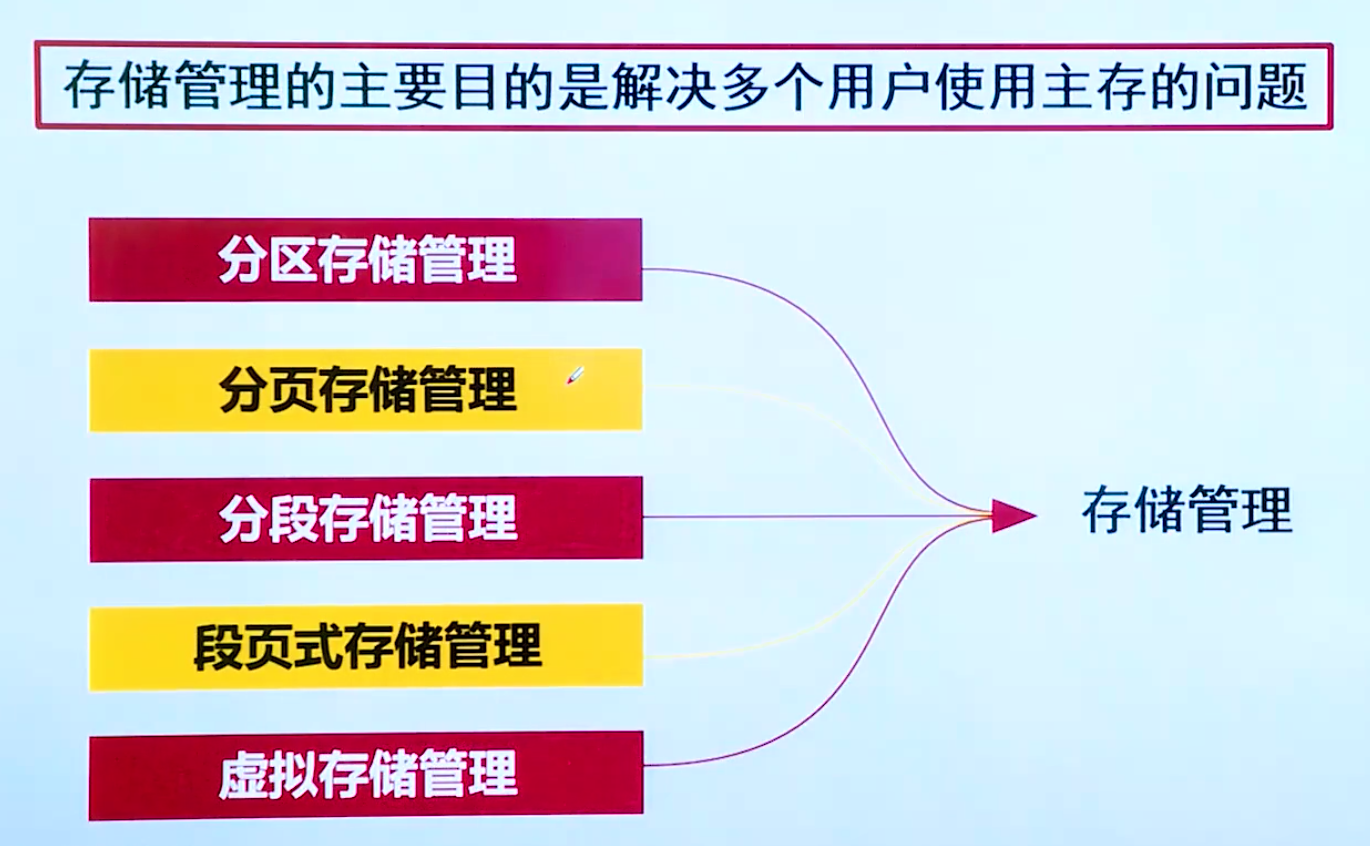 存储管理的主要目的是解决多个用户使用主存的问题
分区存储管理
分页存储管理
分段存储管理
段页式存储管理
虚拟存储管理
存储管理